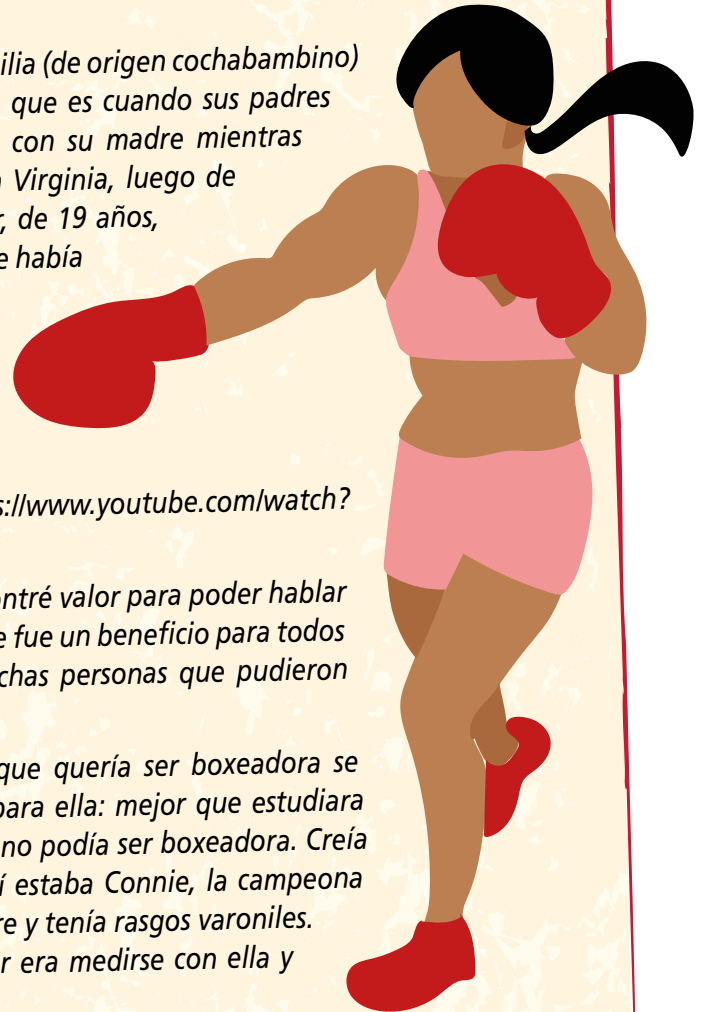 ilia (de origen cochabambino)
que es cuando sus padres
con su madre mientras
Virginia, luego de
r, de 19 años,
e había
s://www.youtube.com/watch?
ntré valor para poder hablar
e fue un beneficio para todos
chas personas que pudieron
que quería ser boxeadora se
para ella: mejor que estudiara
no podía ser boxeadora. Creía
í estaba Connie, la campeona
re y tenía rasgos varoniles.
r era medirse con ella y